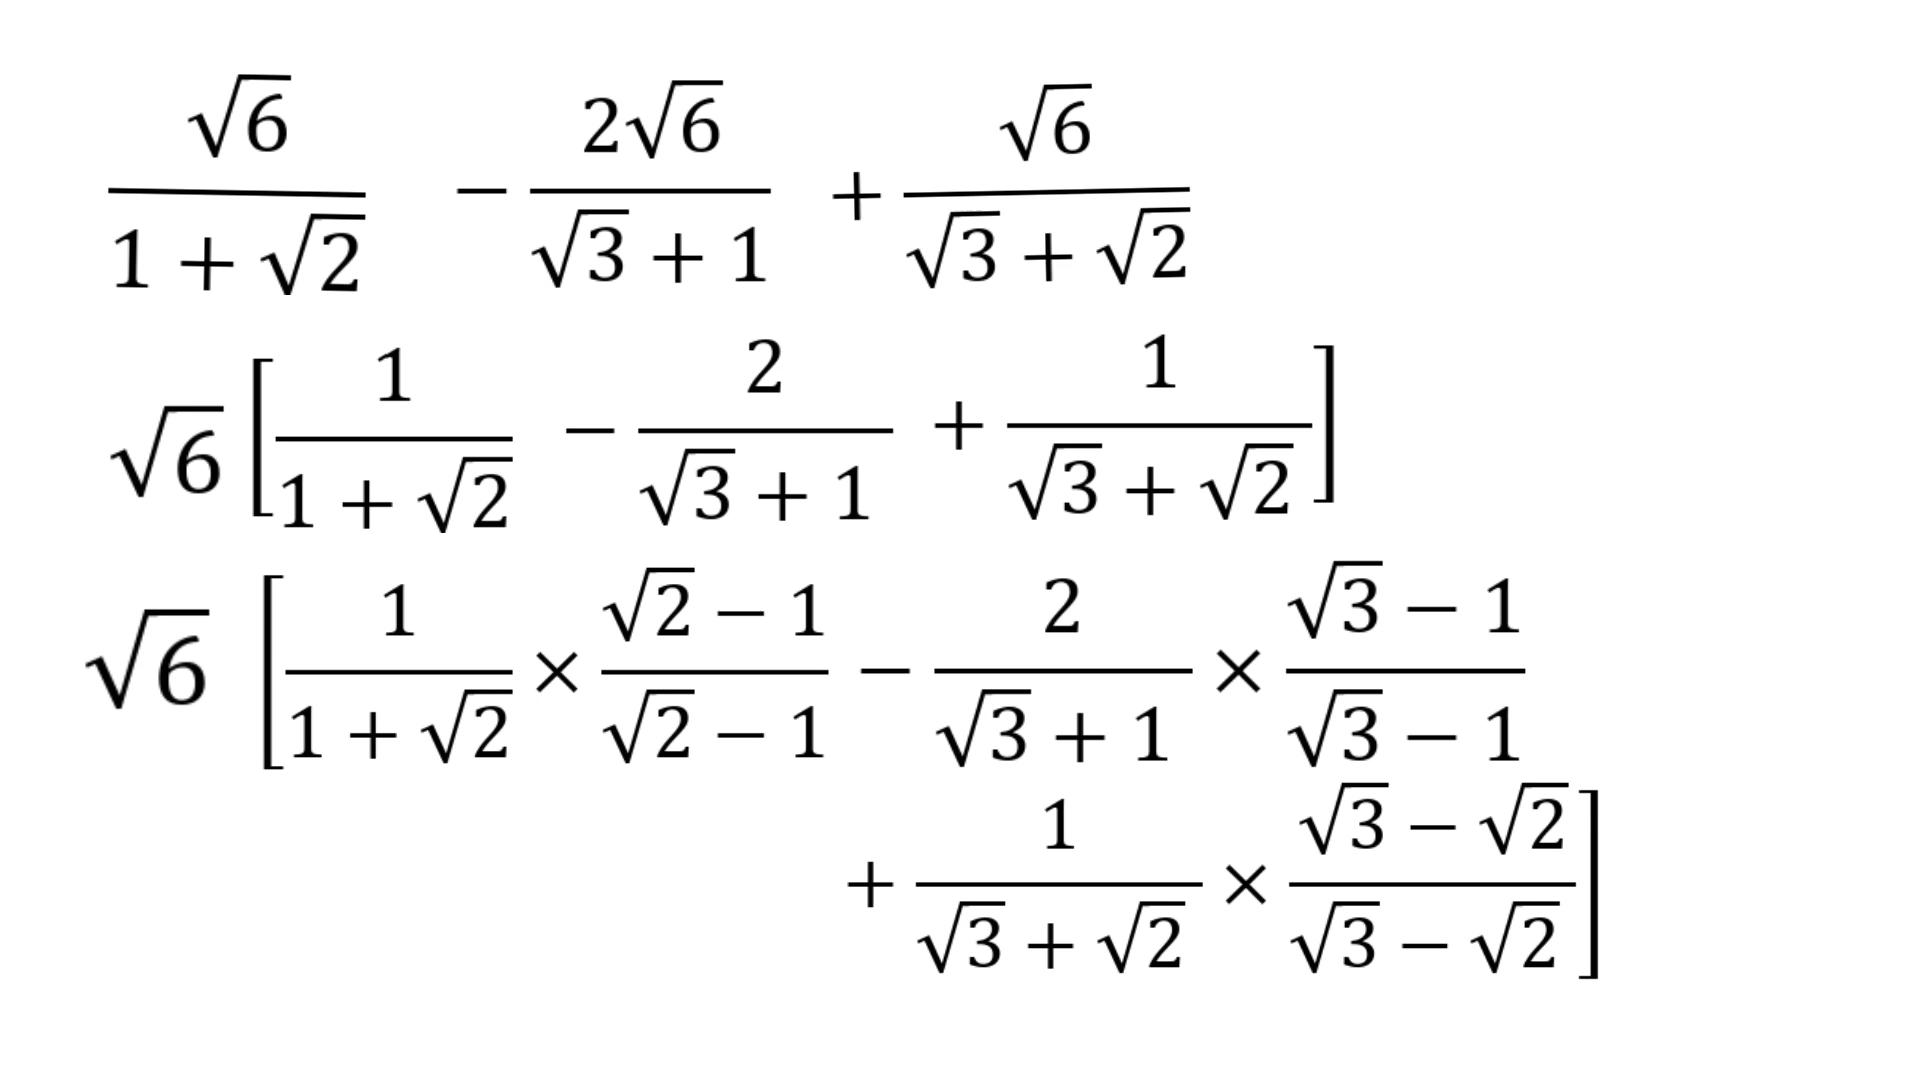 √6/(1 + √2) − 2√6/(√3 + 1) + √6/(√3 + √2)
√6 [1/(1 + √2) − 2/(√3 + 1) + 1/(√3 + √2)]
√6 [1/(1 + √2) × (√2 − 1)/(√2 − 1) − 2/(√3 + 1) × (√3 − 1)/(√3 − 1)
+ 1/(√3 + √2) × (√3 − √2)/(√3 − √2)]